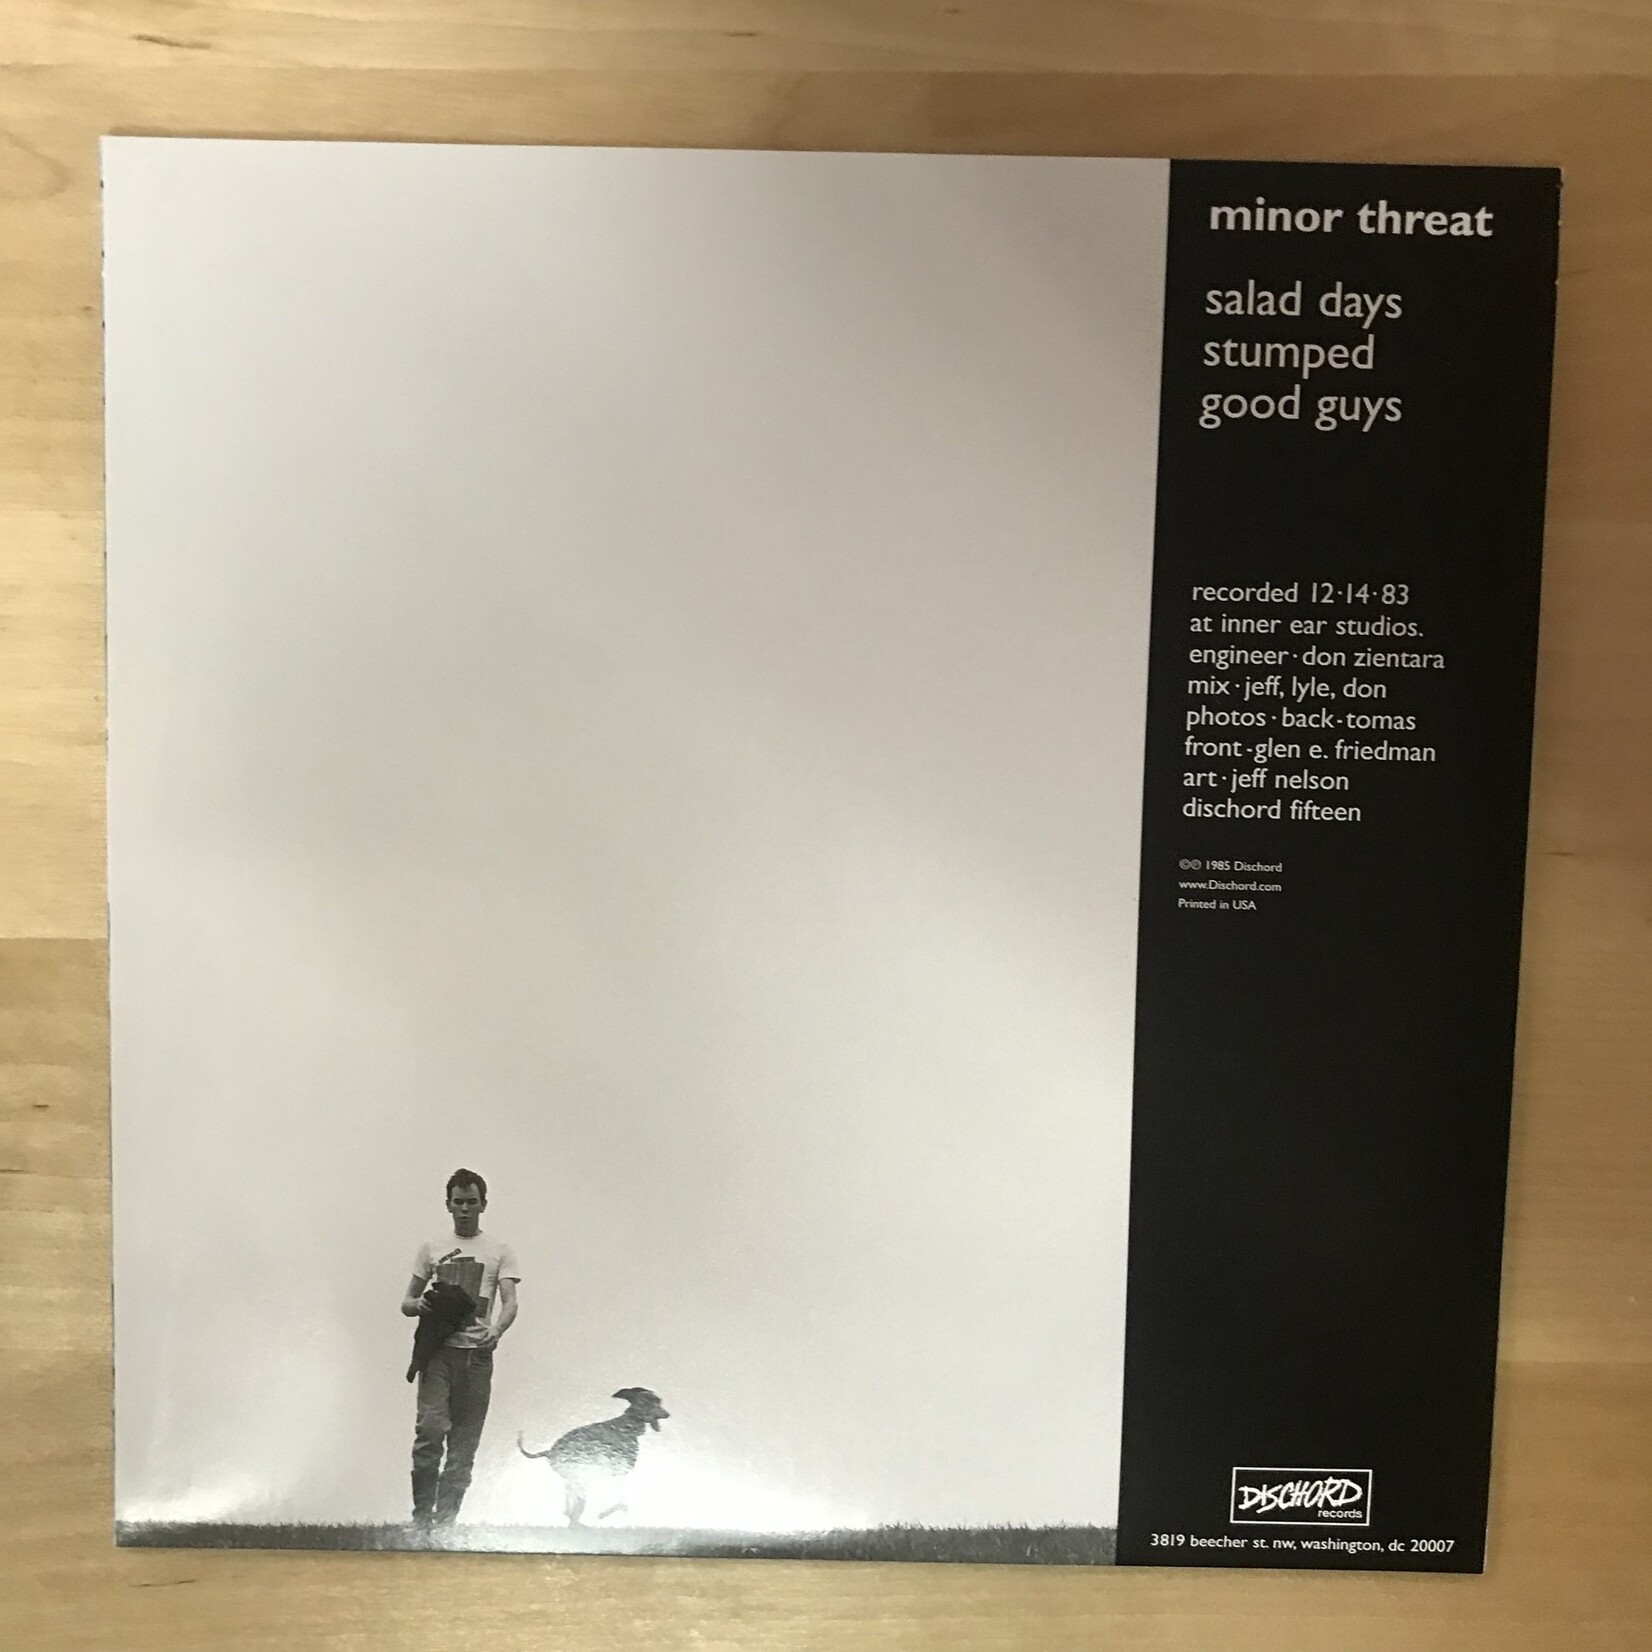 minor threat
salad days
stumped
good guys
recorded 12·14·83
at inner ear studios.
engineer·don zientara
mix·jeff, lyle, don
photos·back-tomas
front-glen e. friedman
art·jeff nelson
dischord fifteen
©℗ 1985 Dischord
www.Dischord.com
Printed in USA
DISCHORD
records
3819 beecher st. nw, washington, dc 20007